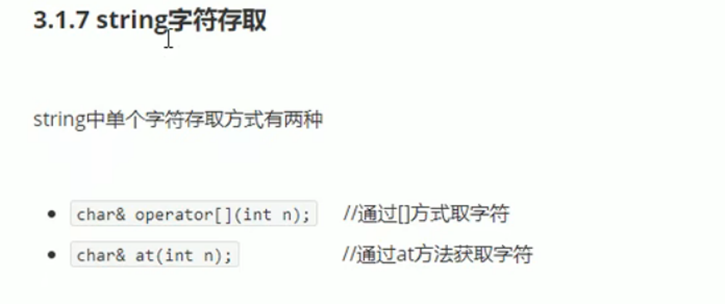 3.1.7 string字符存取
string中单个字符存取方式有两种
char& operator[](int n); //通过[]方式取字符
char& at(int n); //通过at方法获取字符